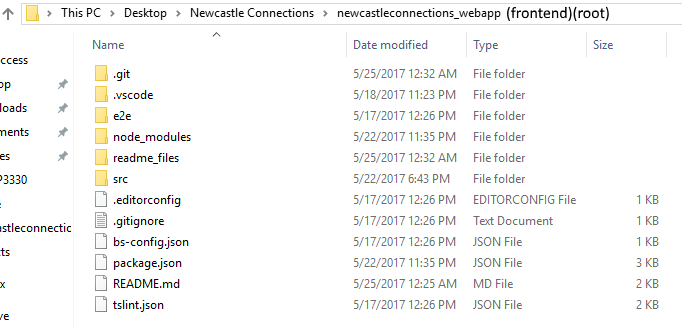 This PC > Desktop > Newcastle Connections > newcastleconnections_webapp (frontend)(root)
Name Date modified Type Size
ccess
.git 5/25/2017 12:32 AM File folder
op
.vscode 5/18/2017 11:23 PM File folder
loads
e2e 5/17/2017 12:26 PM File folder
ments
node_modules 5/22/2017 11:35 PM File folder
es
readme_files 5/25/2017 12:32 AM File folder
P3330
src 5/22/2017 6:43 PM File folder
e
.editorconfig 5/17/2017 12:26 PM EDITORCONFIG File 1 KB
astleconnectic
.gitignore 5/17/2017 12:26 PM Text Document 1 KB
cts
bs-config.json 5/17/2017 12:26 PM JSON File 1 KB
package.json 5/22/2017 11:35 PM JSON File 3 KB
x
README.md 5/25/2017 12:25 AM MD File 2 KB
ve
tslint.json 5/17/2017 12:26 PM JSON File 2 KB